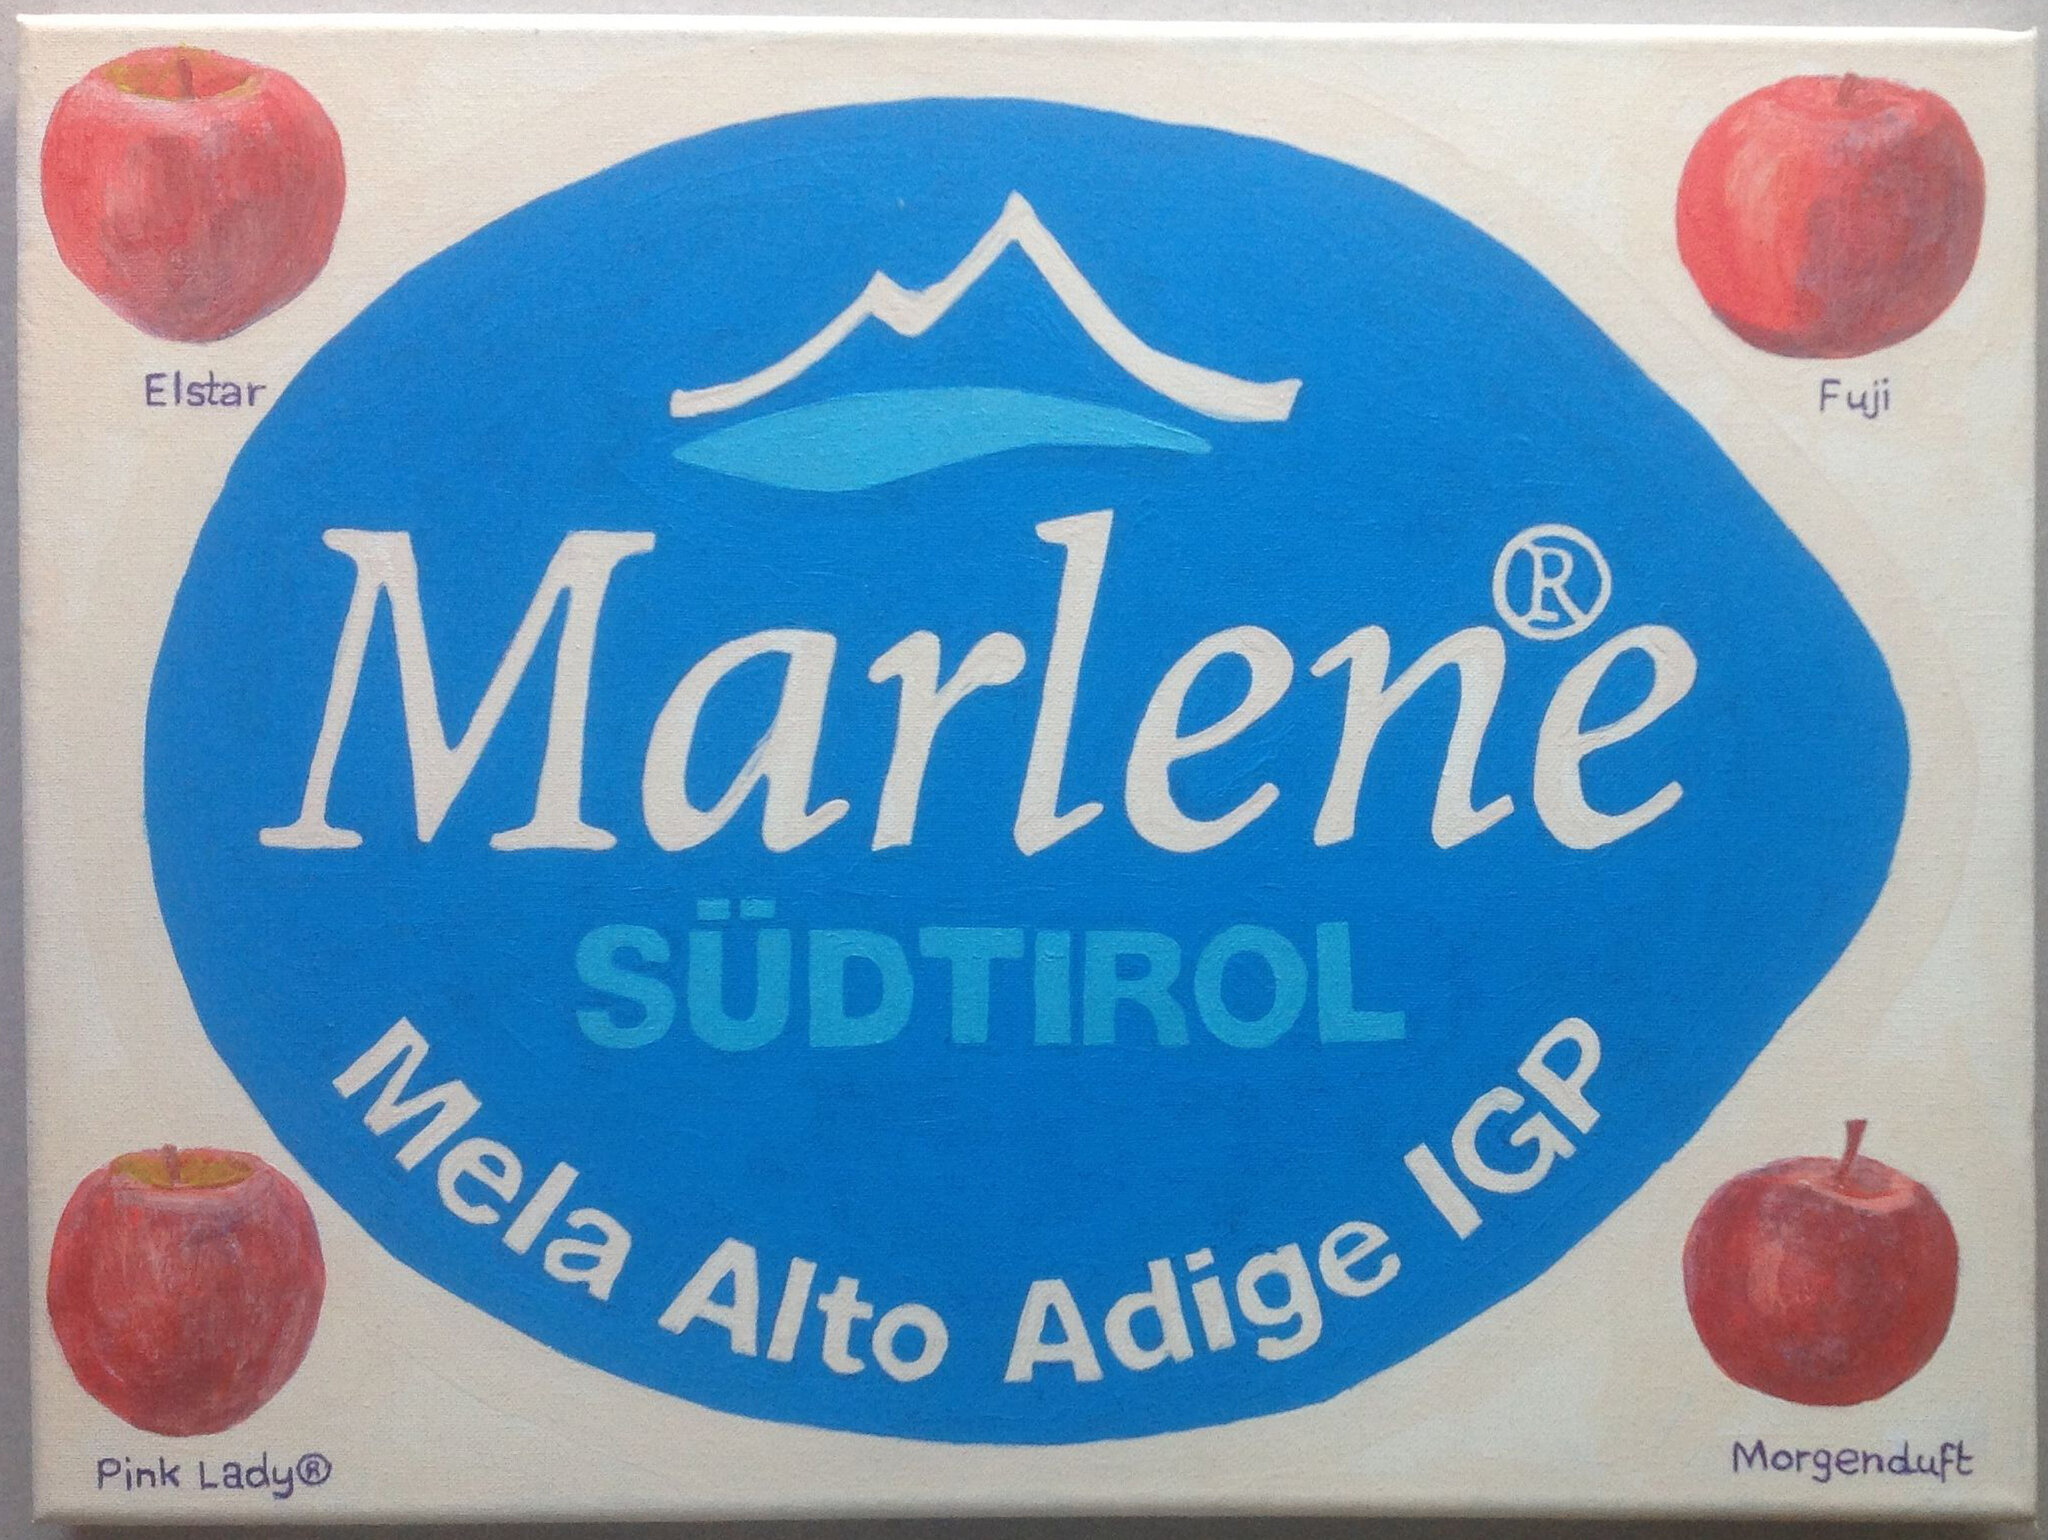 Elstar
Fuji
Marlene®
SÜDTIROL
Mela Alto Adige IGP
Pink Lady®
Morgenduft